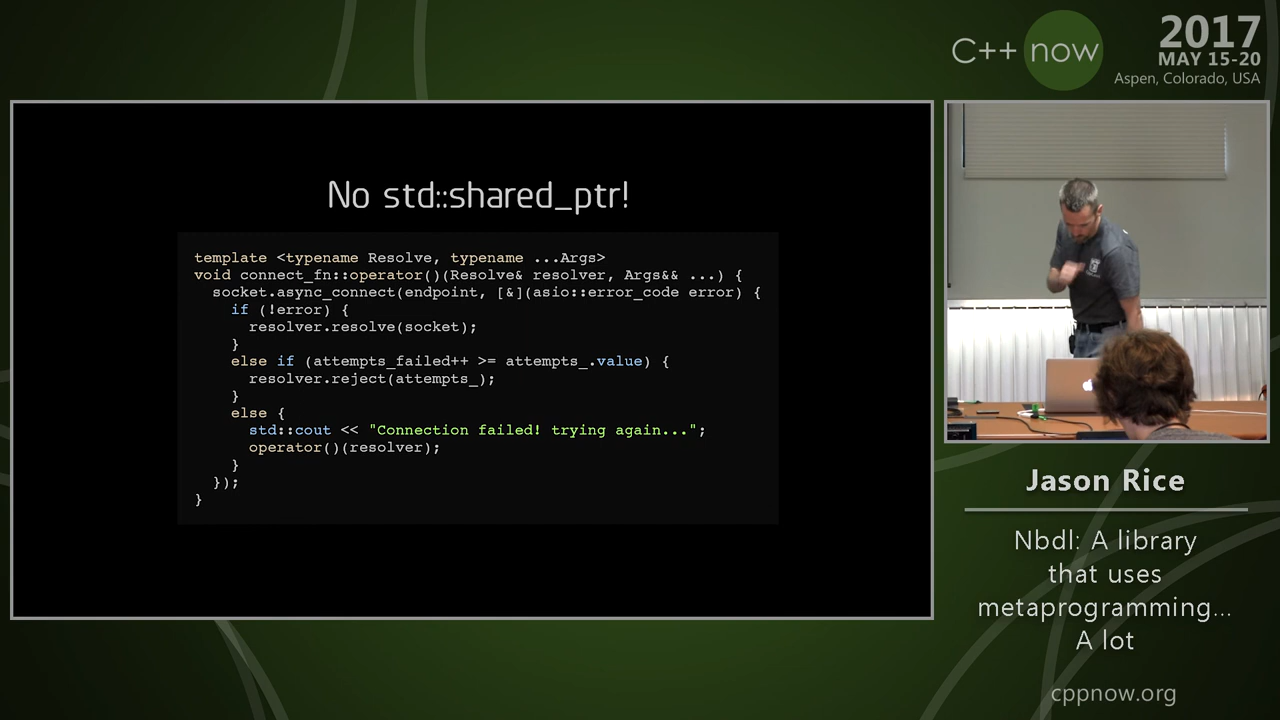 C++ now
2017
MAY 15-20
Aspen, Colorado, USA
No std::shared_ptr!
template <typename Resolve, typename ...Args>
void connect_fn::operator()(Resolve& resolver, Args&& ...) {
  socket.async_connect(endpoint, [&](asio::error_code error) {
    if (!error) {
      resolver.resolve(socket);
    }
    else if (attempts_failed++ >= attempts_.value) {
      resolver.reject(attempts_);
    }
    else {
      std::cout << "Connection failed! trying again...";
      operator()(resolver);
    }
  });
}
Jason Rice
Nbdl: A library
that uses
metaprogramming...
A lot
cppnow.org